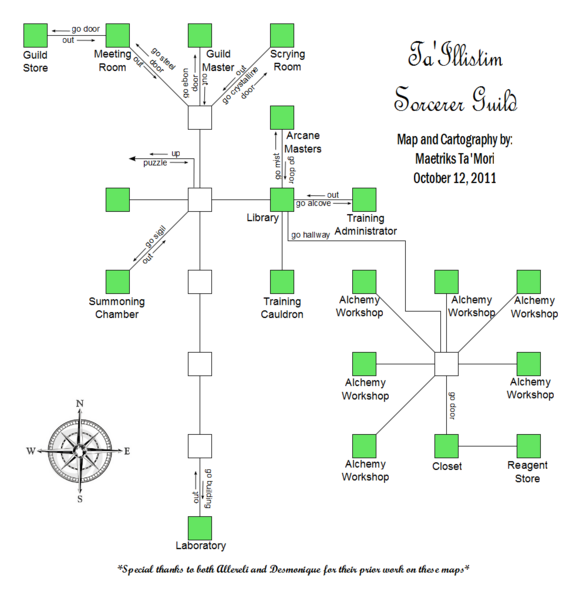 Ta'Illistim
Sorcerer Guild
Map and Cartography by:
Maetriks Ta'Mori
October 12, 2011
go door
out
Guild
Store
Meeting
Room
go steel
door
out
Guild
Master
go ebony
door
out
Scrying
Room
out
go crystalline
door
Arcane
Masters
go mist
go door
up
puzzle
Library
out
go alcove
Training
Administrator
go hallway
go sigil
out
Summoning
Chamber
Training
Cauldron
Alchemy
Workshop
Alchemy
Workshop
Alchemy
Workshop
Alchemy
Workshop
Alchemy
Workshop
go door
Alchemy
Workshop
Closet
Reagent
Store
N
W
E
S
go building
out
Laboratory
*Special thanks to both Allereli and Desmonique for their prior work on these maps*